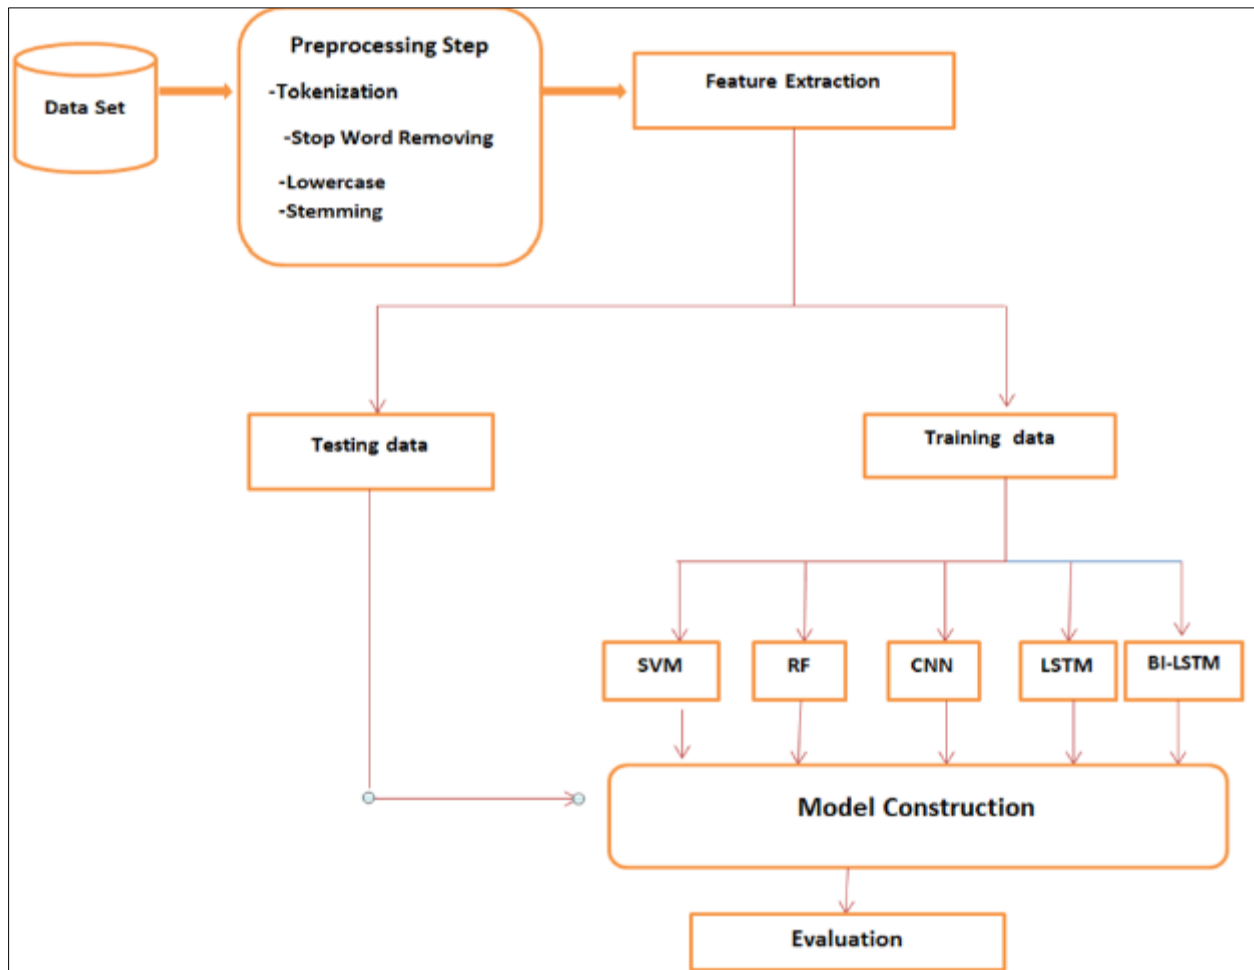 Data Set
Preprocessing Step
-Tokenization
-Stop Word Removing
-Lowercase
-Stemming
Feature Extraction
Testing data
Training data
SVM
RF
CNN
LSTM
BI-LSTM
Model Construction
Evaluation